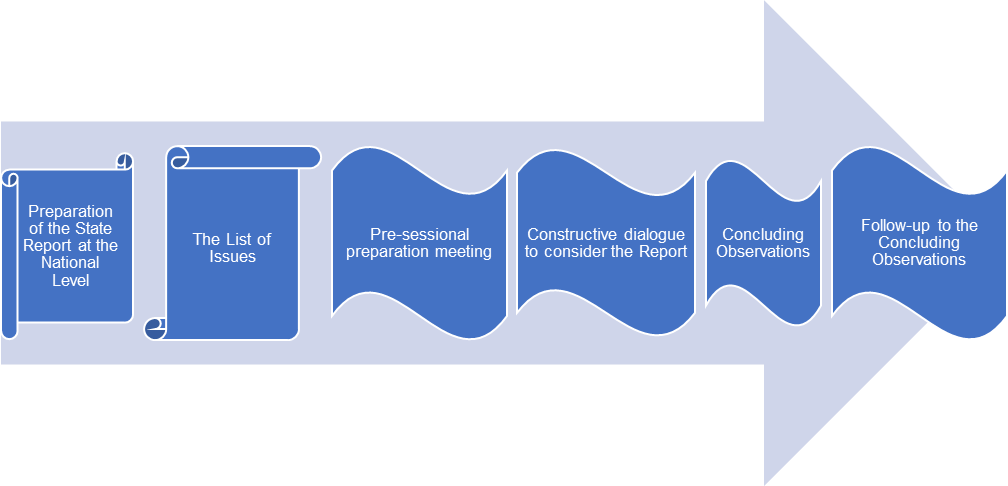 Preparation
of the State
Report at the
National
Level
The List of
Issues
Pre-sessional
preparation meeting
Constructive dialogue
to consider the Report
Concluding
Observations
Follow-up to the
Concluding
Observations